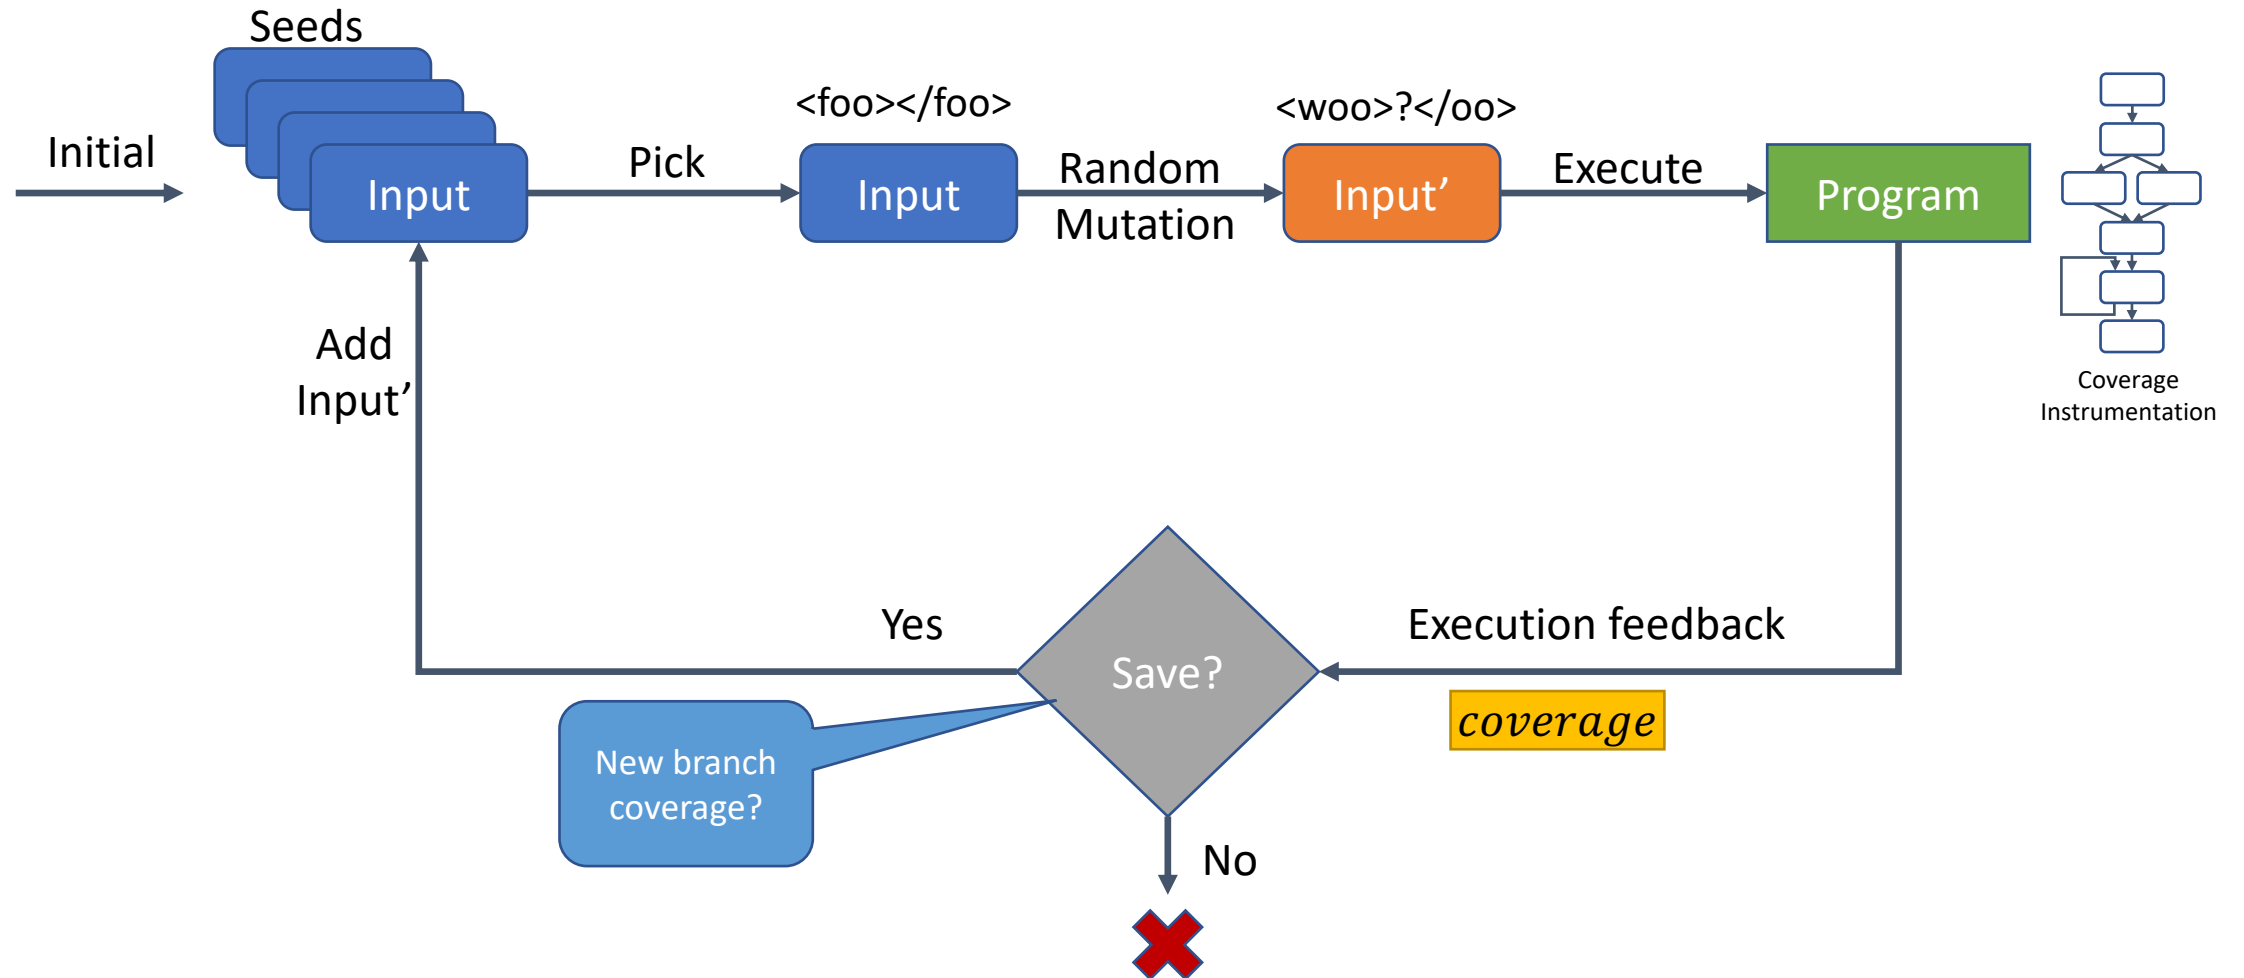 Seeds
Initial
Input
Pick
<foo></foo>
Input
Random
Mutation
<woo>?</oo>
Input’
Execute
Program
Coverage
Instrumentation
Add
Input’
Yes
Save?
Execution feedback
coverage
New branch
coverage?
No